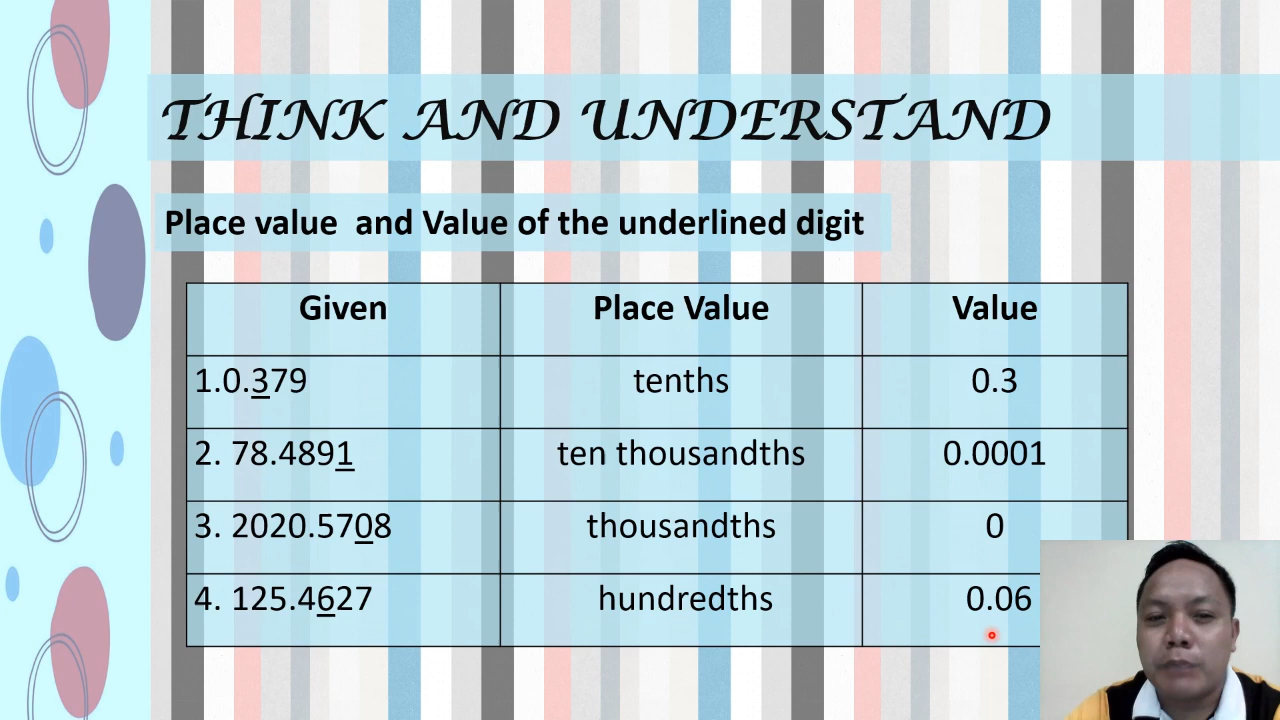 THINK AND UNDERSTAND
Place value and Value of the underlined digit
Given Place Value Value
1.0.379 tenths 0.3
2. 78.4891 ten thousandths 0.0001
3. 2020.5708 thousandths 0
4. 125.4627 hundredths 0.06